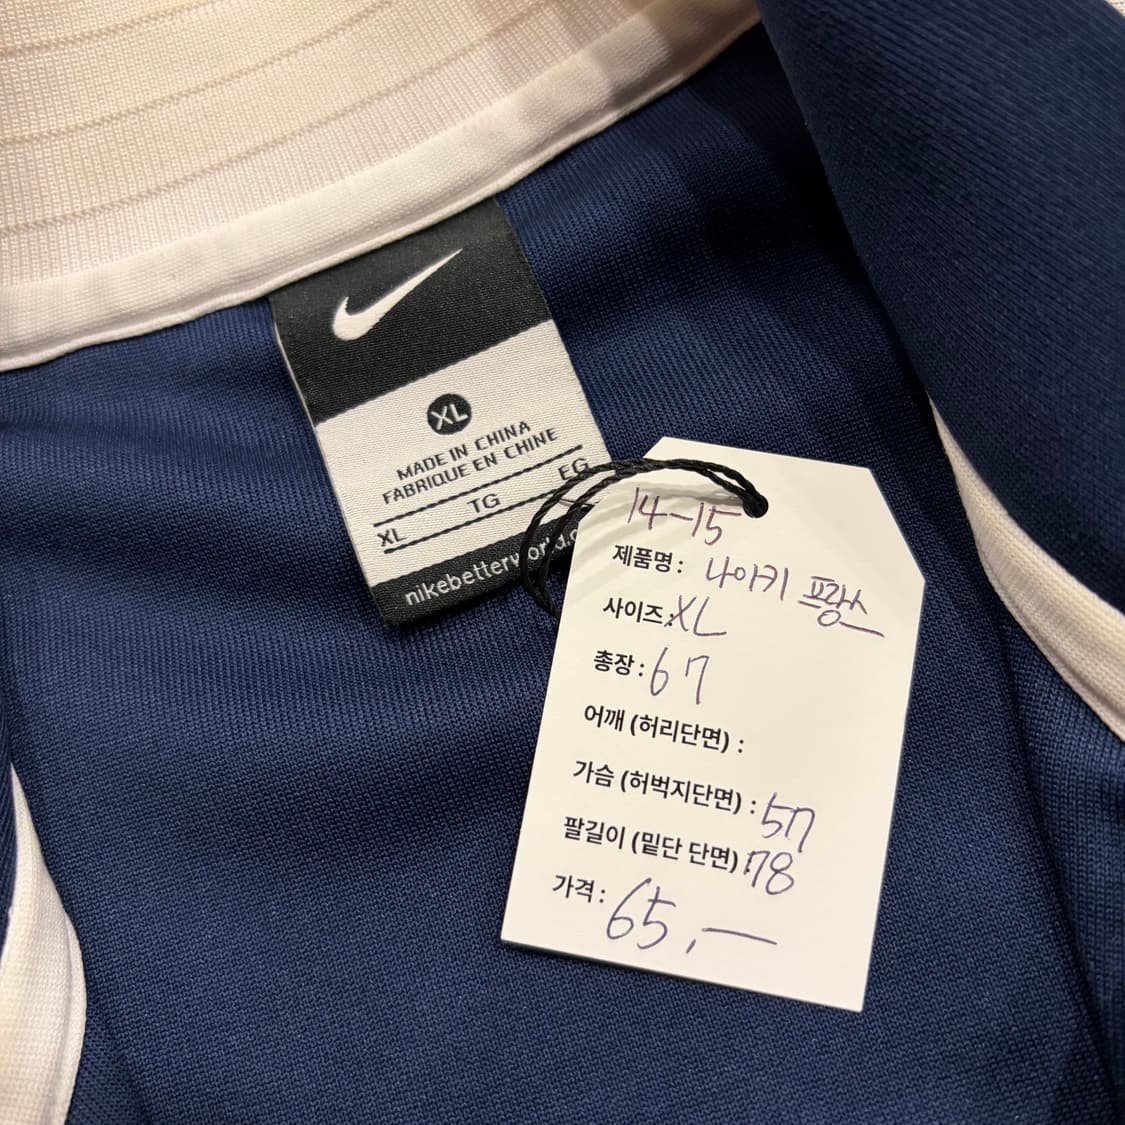 XL
MADE IN CHINA
FABRIQUE EN CHINE
XL TG EG
nikebetterworld.c
14-15
제품명: 나이키 프랑스
사이즈: XL
총장: 67
어깨 (허리단면) :
가슴 (허벅지단면) : 57
팔길이 (밑단 단면) : 78
가격: 65,—